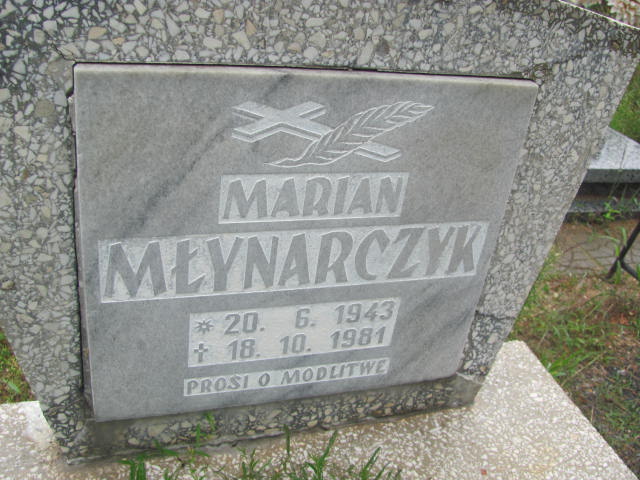 MARIAN
MŁYNARCZYK
* 20. 6. 1943
✝ 18. 10. 1981
PROSI O MODLITWĘ